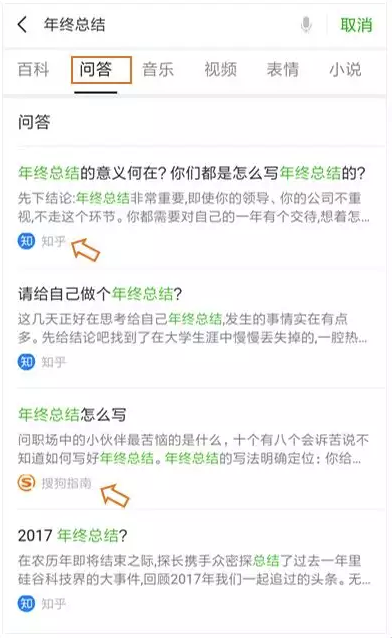 年终总结
取消
百科 问答 音乐 视频 表情 小说
问答
年终总结的意义何在? 你们都是怎么写年终总结的?
先下结论:年终总结非常重要,即使你的领导、你的公司不重
视,不走这个环节。你都需要对自己的一年有个交待,想着怎...
知 知乎
请给自己做个年终总结?
这几天正好在思考给自己年终总结,发生的事情实在有点
多。先给结论吧找到了在大学生涯中慢慢丢失掉的,一腔热...
知 知乎
年终总结怎么写
问职场中的小伙伴最苦恼的是什么，十个有八个会诉苦说不
知道如何写好年终总结。年终总结的写法明确定位：你给...
搜狗指南
2017 年终总结?
在农历年即将结束之际,探长携手众密探总结了过去一年里
硅谷科技界的大事件,回顾2017年我们一起追过的头条。无...
知 知乎